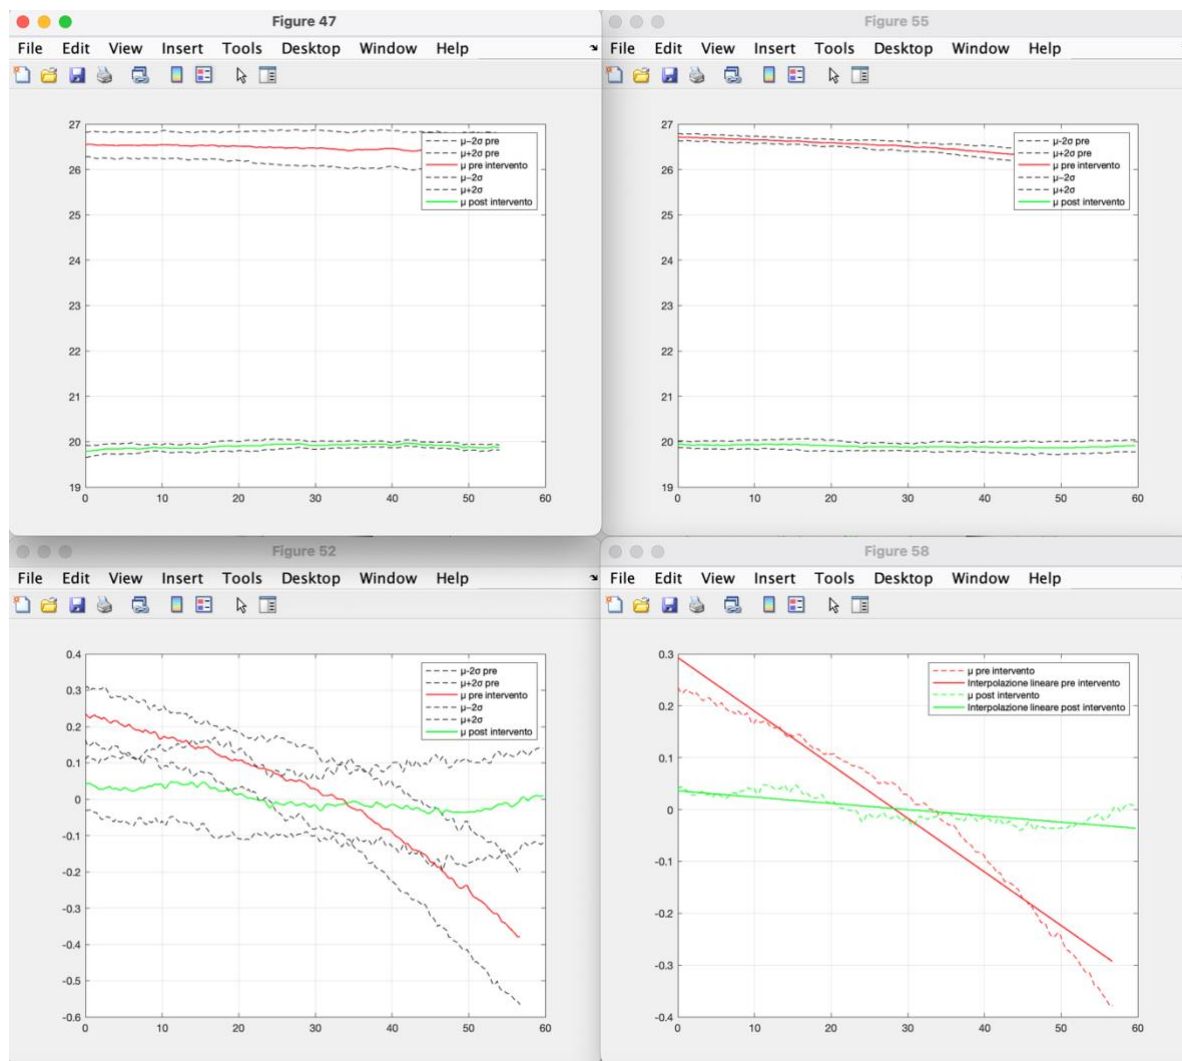 Figure 47
File Edit View Insert Tools Desktop Window Help
27
26
25
24
23
22
21
20
19
0 10 20 30 40 50 60
μ−2σ pre
μ+2σ pre
μ pre intervento
μ−2σ
μ+2σ
μ post intervento
Figure 55
File Edit View Insert Tools Desktop Window Help
27
26
25
24
23
22
21
20
19
0 10 20 30 40 50 60
μ-2σ pre
μ+2σ pre
μ pre intervento
μ−2σ
μ+2σ
μ post intervento
Figure 52
File Edit View Insert Tools Desktop Window Help
0.4
0.3
0.2
0.1
0
-0.1
-0.2
-0.3
-0.4
-0.5
-0.6
0 10 20 30 40 50 60
μ-2σ pre
μ+2σ pre
μ pre intervento
μ−2σ
μ+2σ
μ post intervento
Figure 58
File Edit View Insert Tools Desktop Window Help
0.3
0.2
0.1
0
-0.1
-0.2
-0.3
-0.4
0 10 20 30 40 50 60
μ pre intervento
Interpolazione lineare pre intervento
μ post intervento
Interpolazione lineare post intervento